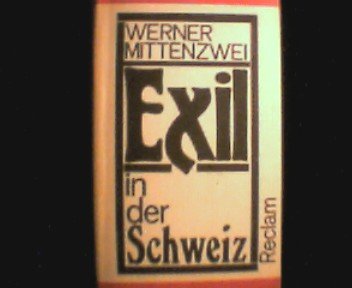 WERNER
MITTENZWEI
Exil
in
der
Schweiz
Reclam